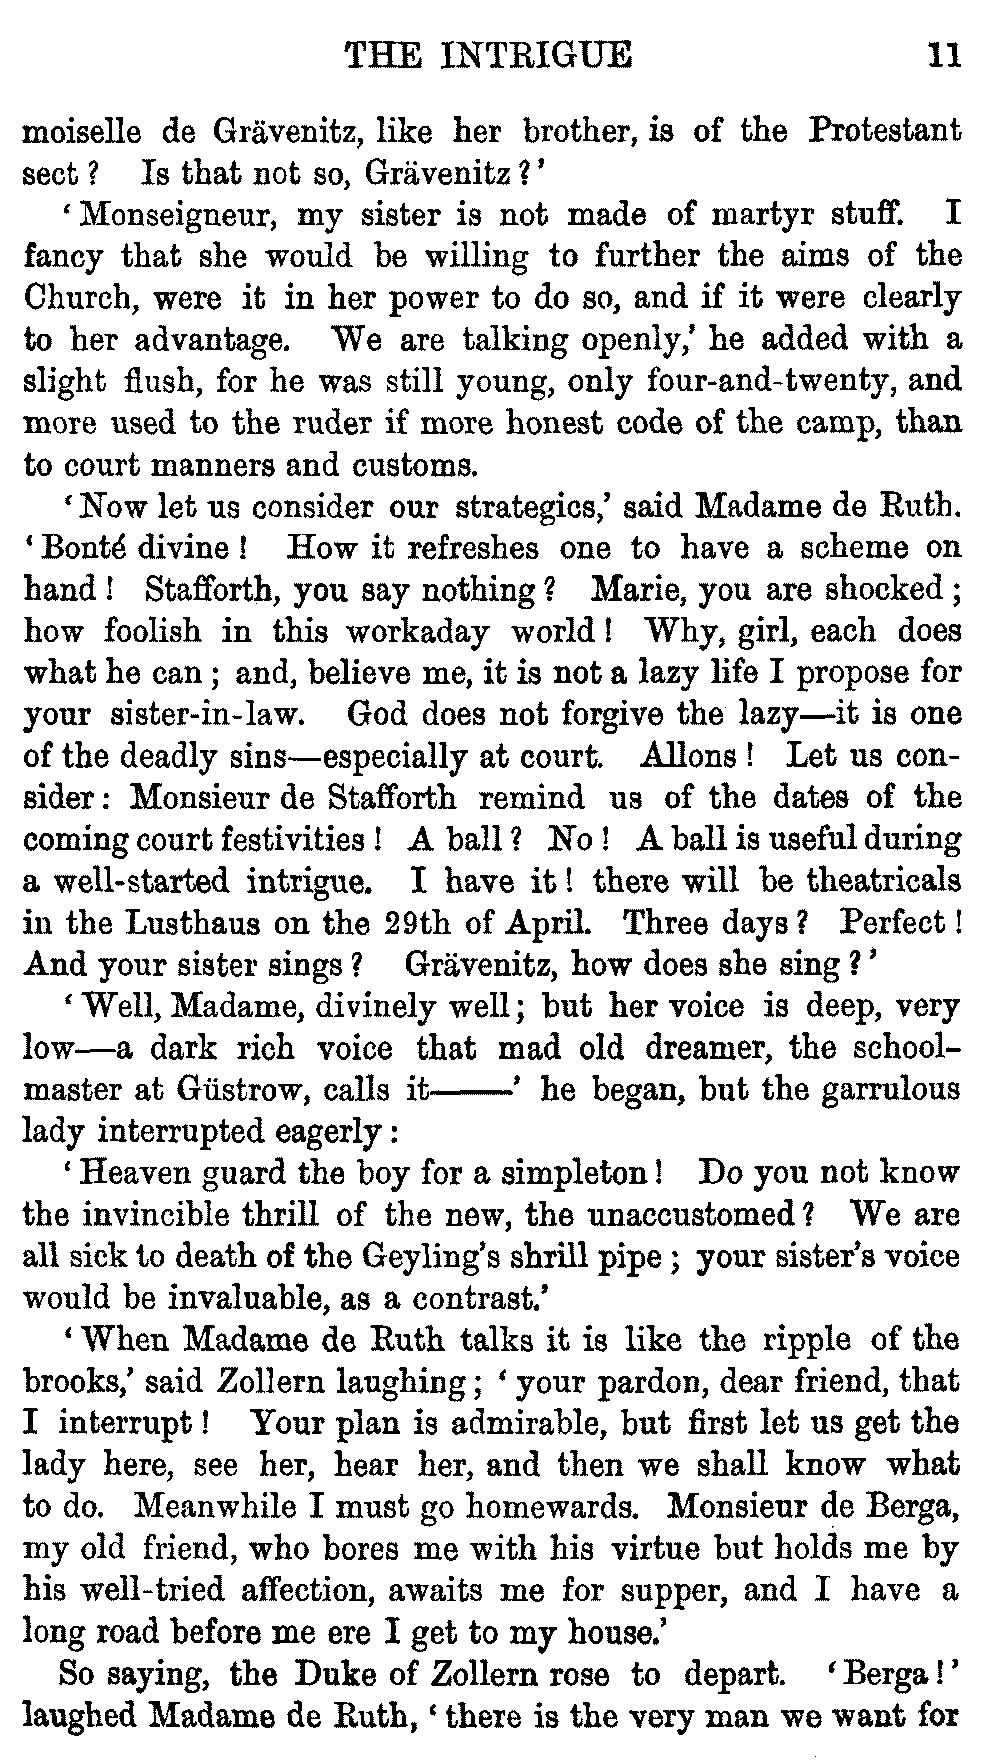 THE INTRIGUE 11
moiselle de Grävenitz, like her brother, is of the Protestant
sect? Is that not so, Grävenitz?'
'Monseigneur, my sister is not made of martyr stuff. I
fancy that she would be willing to further the aims of the
Church, were it in her power to do so, and if it were clearly
to her advantage. We are talking openly,' he added with a
slight flush, for he was still young, only four-and-twenty, and
more used to the ruder if more honest code of the camp, than
to court manners and customs.
'Now let us consider our strategics,' said Madame de Ruth.
'Bonté divine! How it refreshes one to have a scheme on
hand! Stafforth, you say nothing? Marie, you are shocked;
how foolish in this workaday world! Why, girl, each does
what he can; and, believe me, it is not a lazy life I propose for
your sister-in-law. God does not forgive the lazy—it is one
of the deadly sins—especially at court. Allons! Let us con-
sider: Monsieur de Stafforth remind us of the dates of the
coming court festivities! A ball? No! A ball is useful during
a well-started intrigue. I have it! there will be theatricals
in the Lusthaus on the 29th of April. Three days? Perfect!
And your sister sings? Grävenitz, how does she sing?'
'Well, Madame, divinely well; but her voice is deep, very
low—a dark rich voice that mad old dreamer, the school-
master at Güstrow, calls it——' he began, but the garrulous
lady interrupted eagerly:
'Heaven guard the boy for a simpleton! Do you not know
the invincible thrill of the new, the unaccustomed? We are
all sick to death of the Geyling's shrill pipe; your sister's voice
would be invaluable, as a contrast.'
'When Madame de Ruth talks it is like the ripple of the
brooks,' said Zollern laughing; 'your pardon, dear friend, that
I interrupt! Your plan is admirable, but first let us get the
lady here, see her, hear her, and then we shall know what
to do. Meanwhile I must go homewards. Monsieur de Berga,
my old friend, who bores me with his virtue but holds me by
his well-tried affection, awaits me for supper, and I have a
long road before me ere I get to my house.'
So saying, the Duke of Zollern rose to depart. 'Berga!'
laughed Madame de Ruth, 'there is the very man we want for